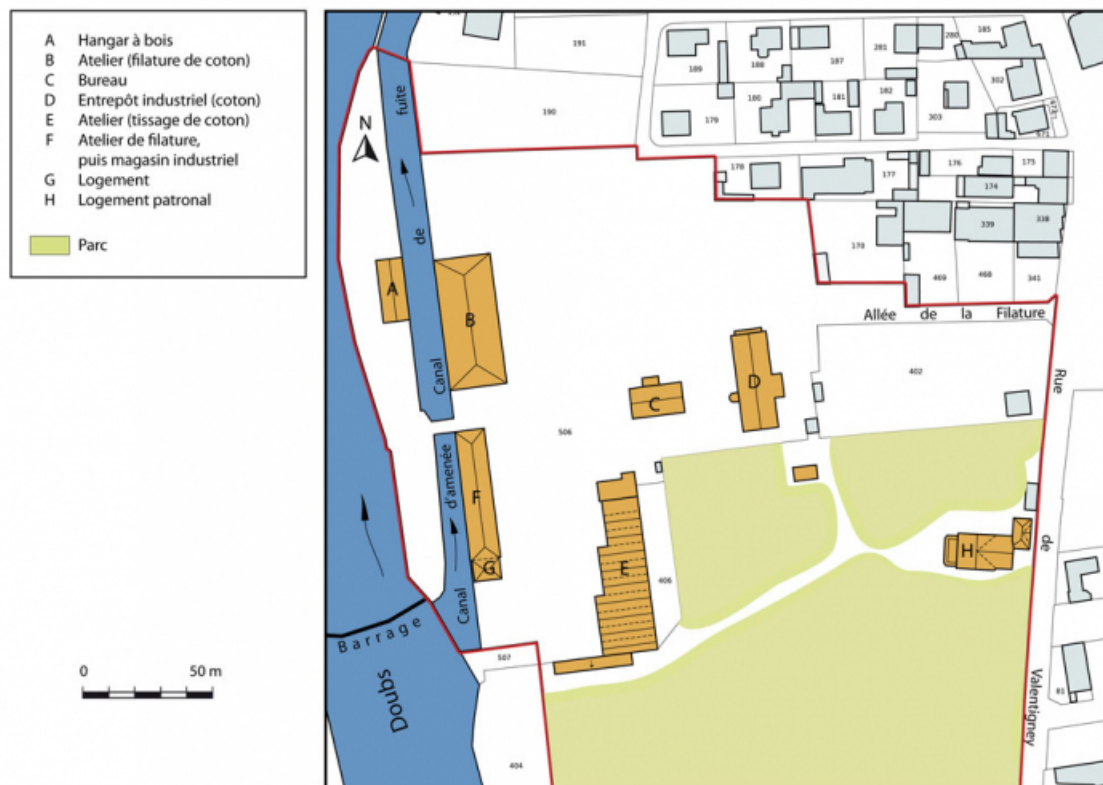 A Hangar à bois
B Atelier (filature de coton)
C Bureau
D Entrepôt industriel (coton)
E Atelier (tissage de coton)
F Atelier de filature,
puis magasin industriel
G Logement
H Logement patronal
Parc
0 50 m
N
191
190
189
188
187
281
280
185
302
179
180
181
182
303
178
177
176
175
174
170
339
338
469
468
341
Allée de la Filature
402
506
406
507
404
81
Canal de fuite
Canal d'amenée
Barrage
Doubs
Rue de Valentigney
A
B
C
D
E
F
G
H